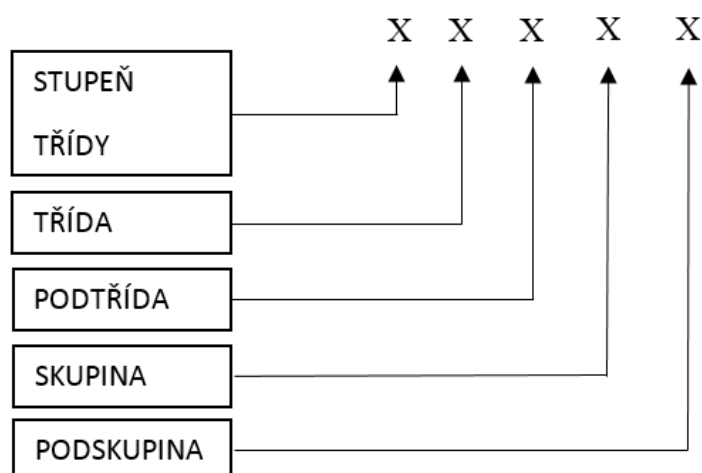 X X X X X
STUPEŇ
TŘÍDY
TŘÍDA
PODTŘÍDA
SKUPINA
PODSKUPINA